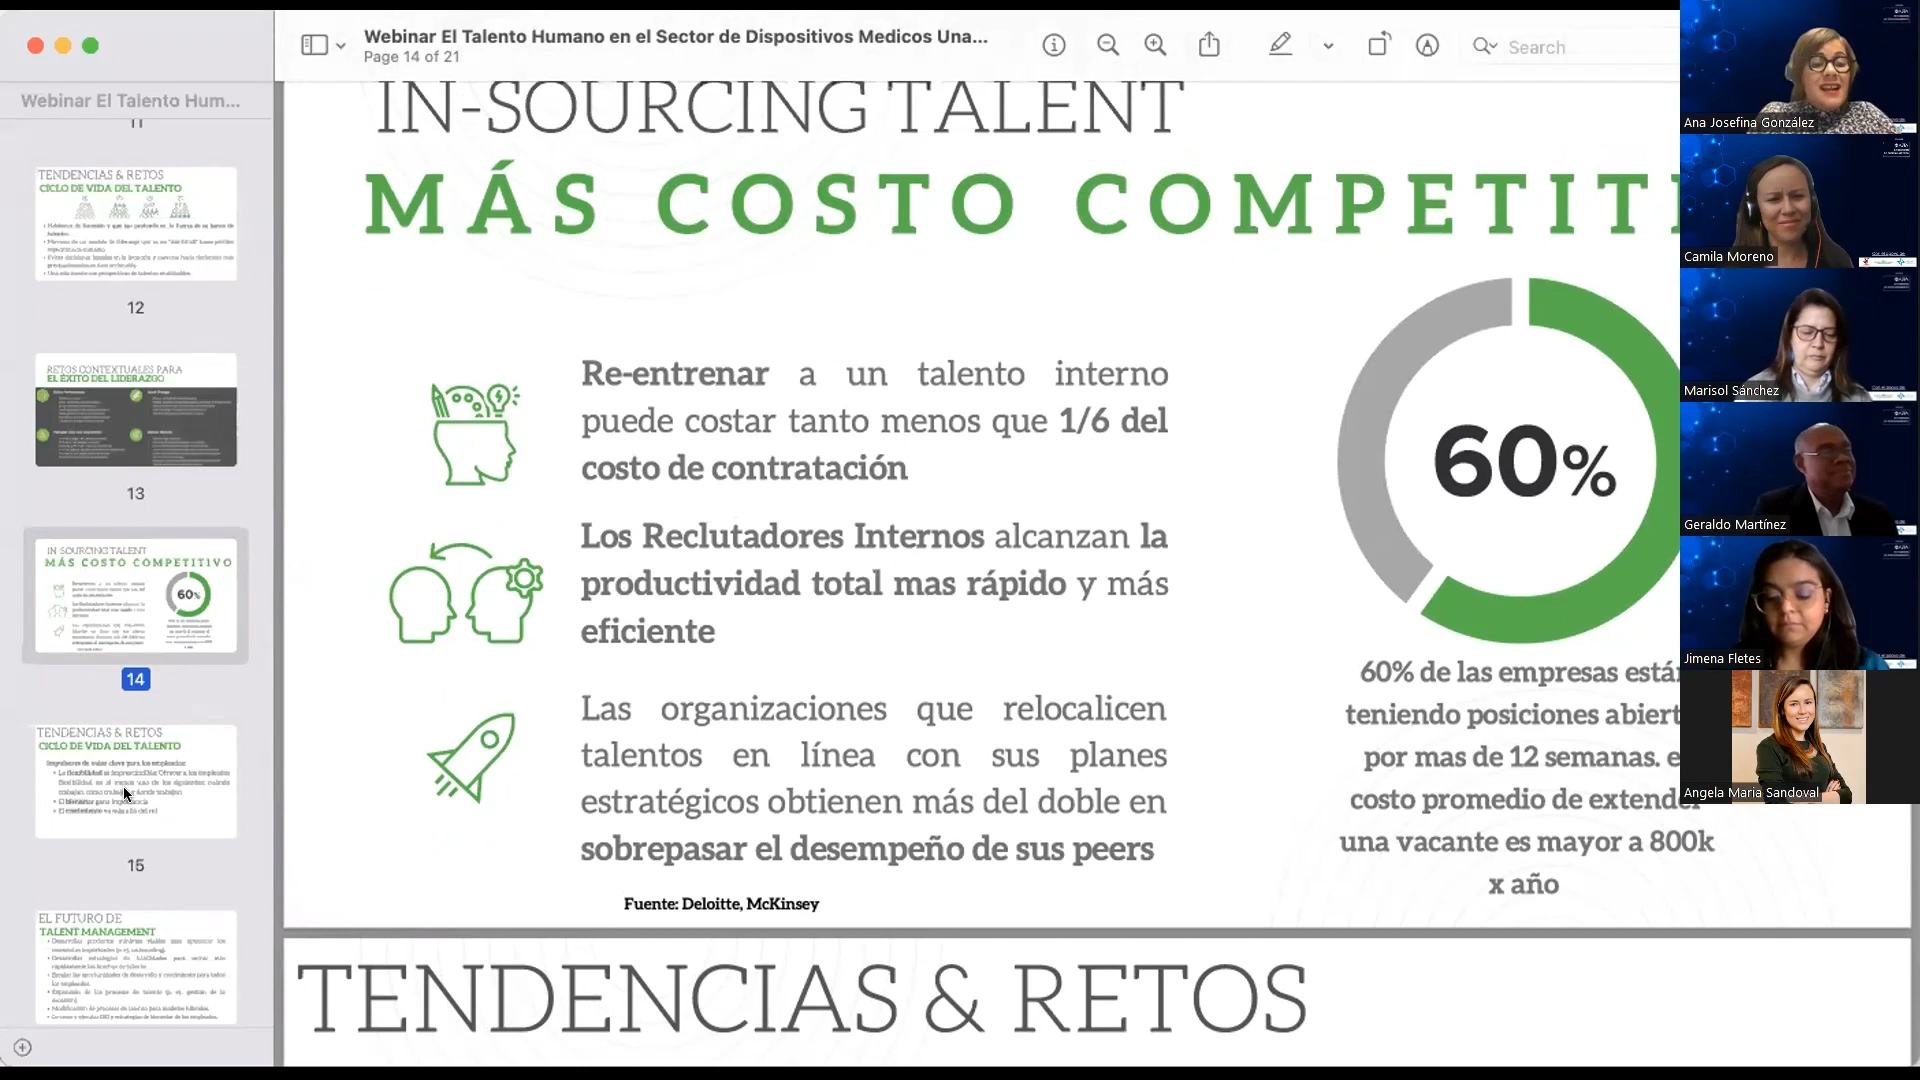 Webinar El Talento Humano en el Sector de Dispositivos Medicos Una...
Page 14 of 21
Search
Webinar El Talento Hum...
11
TENDENCIAS & RETOS
CICLO DE VIDA DEL TALENTO
12
RETOS CONTEXTUALES PARA
EL ÉXITO DEL LIDERAZGO
13
IN-SOURCING TALENT
MÁS COSTO COMPETITIVO
60%
14
TENDENCIAS & RETOS
CICLO DE VIDA DEL TALENTO
15
EL FUTURO DE
TALENT MANAGEMENT
IN-SOURCING TALENT
MÁS COSTO COMPETITI
Re-entrenar a un talento interno
puede costar tanto menos que 1/6 del
costo de contratación
Los Reclutadores Internos alcanzan la
productividad total mas rápido y más
eficiente
Las organizaciones que relocalicen
talentos en línea con sus planes
estratégicos obtienen más del doble en
sobrepasar el desempeño de sus peers
Fuente: Deloitte, McKinsey
60%
60% de las empresas está
teniendo posiciones abiert
por mas de 12 semanas. e
costo promedio de extender
una vacante es mayor a 800k
x año
TENDENCIAS & RETOS
Ana Josefina González
Camila Moreno
Marisol Sánchez
Geraldo Martínez
Jimena Fletes
Angela Maria Sandoval